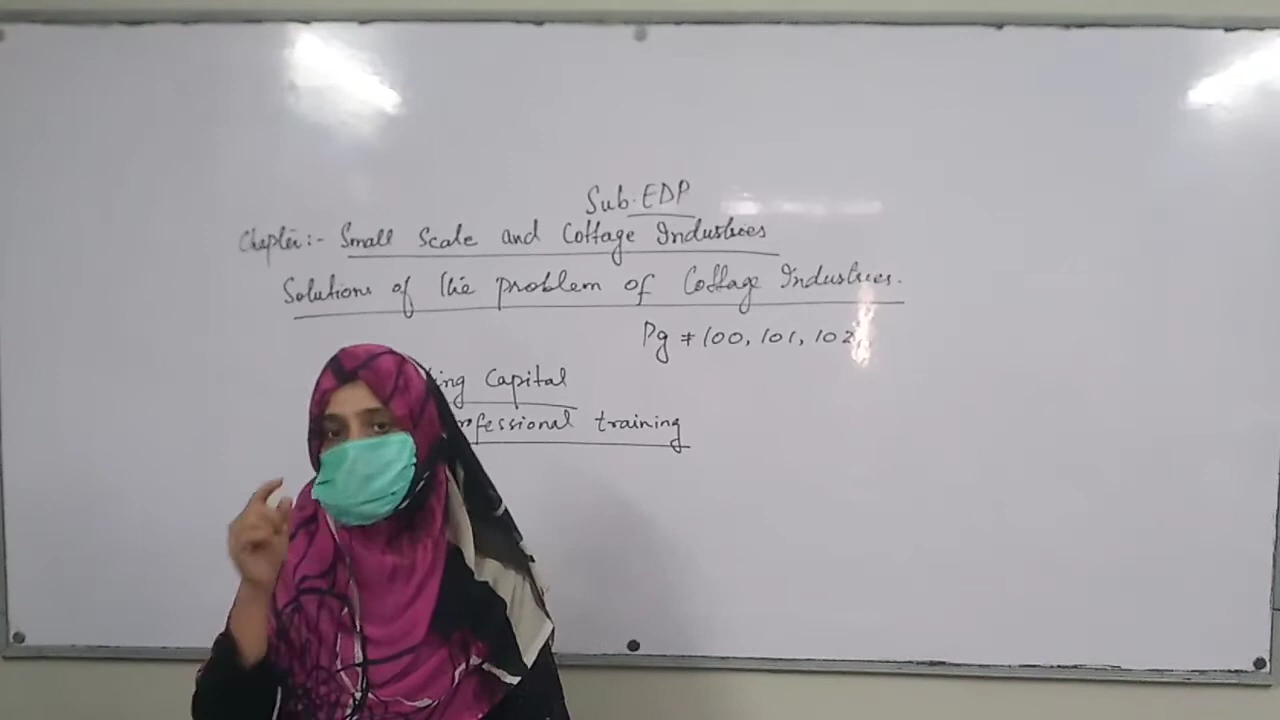 Sub. EDP
Chapter:- Small Scale and Cottage Industries
Solutions of the problem of Cottage Industries.
Pg # 100, 101, 102
Capital
training